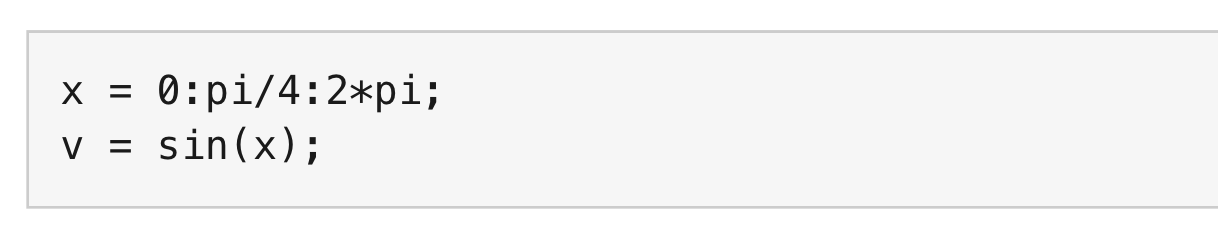 x = 0:pi/4:2*pi;
v = sin(x);